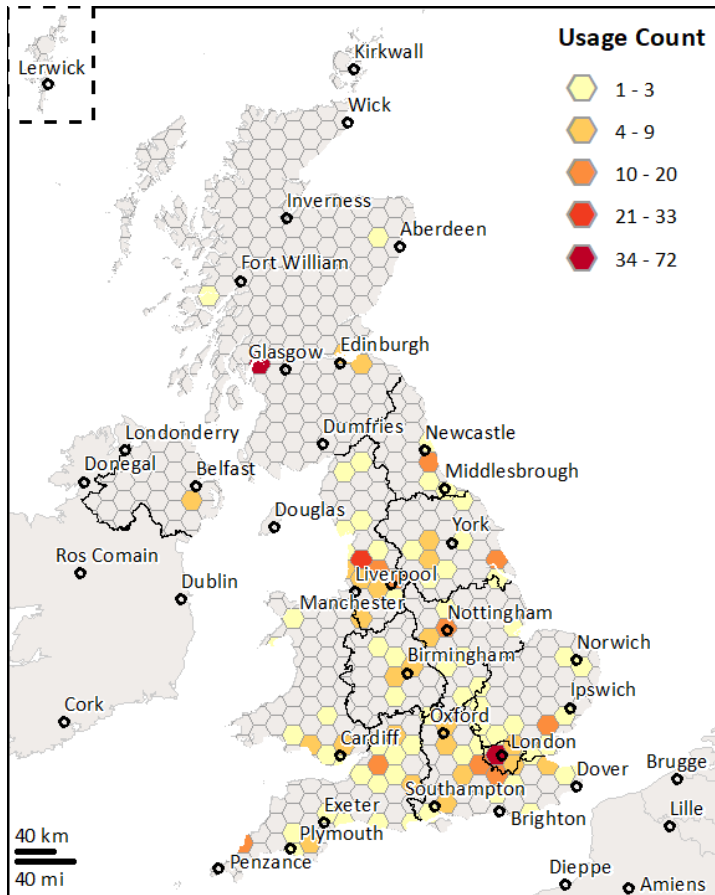 Usage Count
1 - 3
4 - 9
10 - 20
21 - 33
34 - 72
Lerwick
Kirkwall
Wick
Inverness
Aberdeen
Fort William
Glasgow
Edinburgh
Dumfries
Londonderry
Newcastle
Donegal
Belfast
Middlesbrough
Douglas
York
Ros Comain
Liverpool
Dublin
Manchester
Nottingham
Norwich
Birmingham
Ipswich
Cork
Oxford
Cardiff
London
Brugge
Dover
Southampton
Exeter
Brighton
Lille
Plymouth
40 km
40 mi
Penzance
Dieppe
Amiens